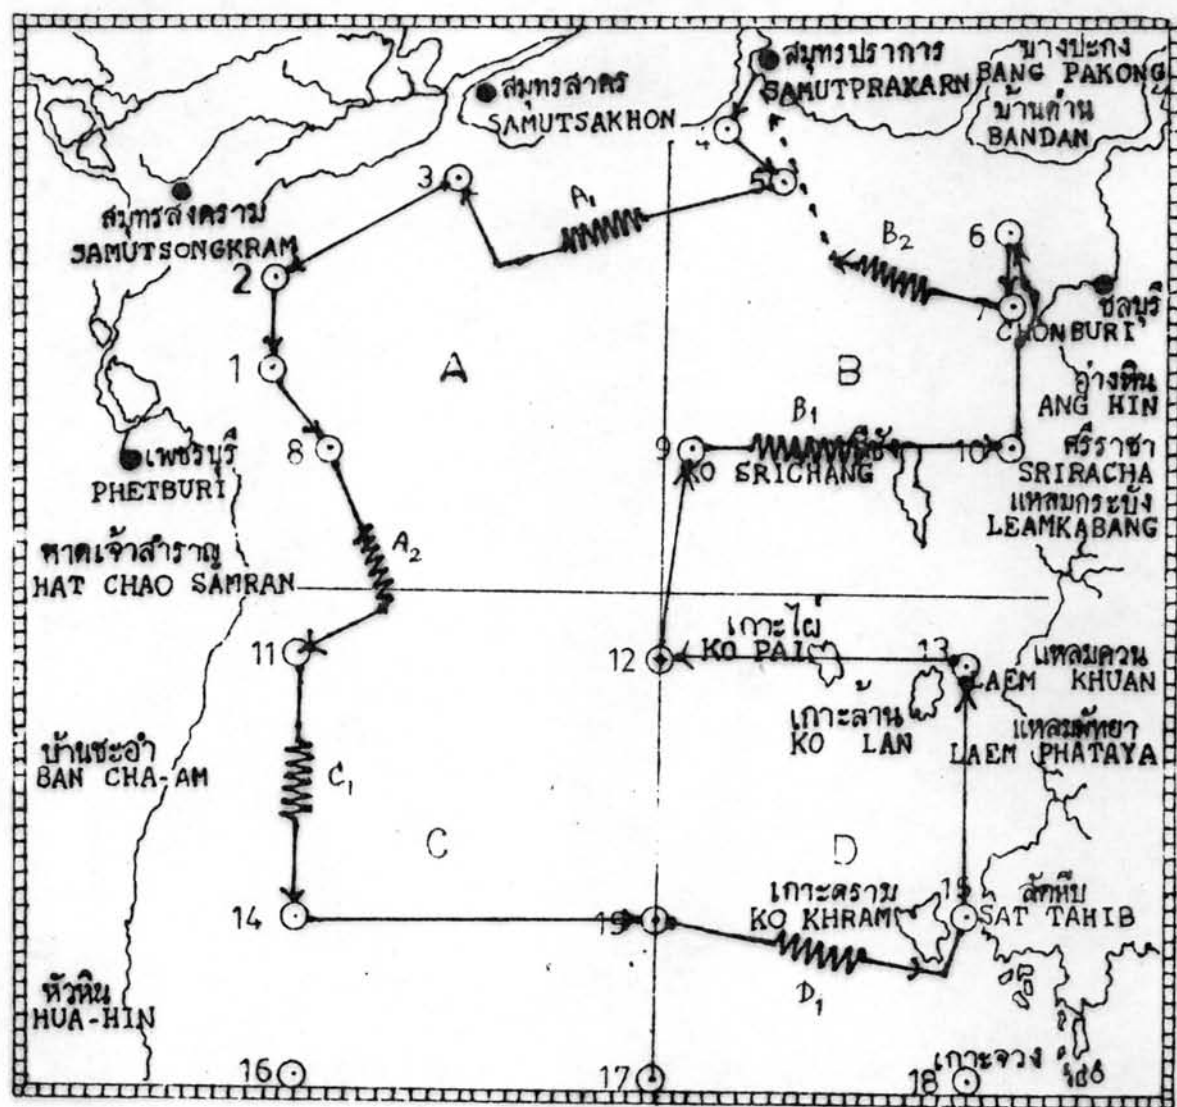 สมุทรปราการ
SAMUTPRAKARN
บางปะกง
BANG PAKONG
บ้านด่าน
BANDAN
สมุทรสาคร
SAMUTSAKHON
4
3
5
A₁
สมุทรสงคราม
SAMUTSONGKRAM
B₂
6
2
7
ชลบุรี
CHONBURI
1
A
B
อ่างหิน
ANG HIN
B₁
8
9
10
เพชรบุรี
PHETBURI
KO SRICHANG
ศรีราชา
SRIRACHA
แหลมกระบัง
LEAMKABANG
A₂
หาดเจ้าสำราญ
HAT CHAO SAMRAN
เกาะไผ่
KO PAI
11
12
13
แหลมควน
LAEM KHUAN
เกาะล้าน
KO LAN
แหลมพัทยา
LAEM PHATAYA
บ้านชะอำ
BAN CHA-AM
C₁
C
D
เกาะคราม
KO KHRAM
สัตหีบ
SAT TAHIB
14
15
15
D₁
หัวหิน
HUA-HIN
เกาะจวง
16
17
18